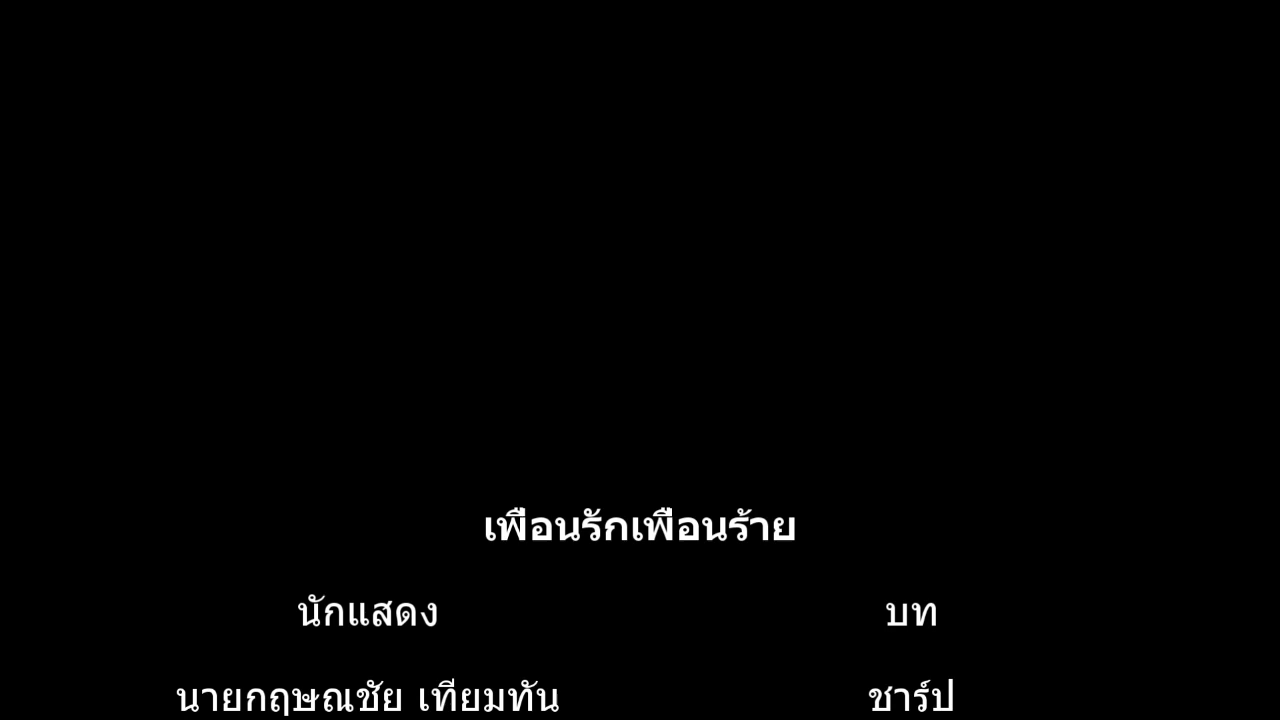 เพื่อนรักเพื่อนร้าย
นักแสดง บท
นายกฤษณชัย เทียมทัน ชาร์ป